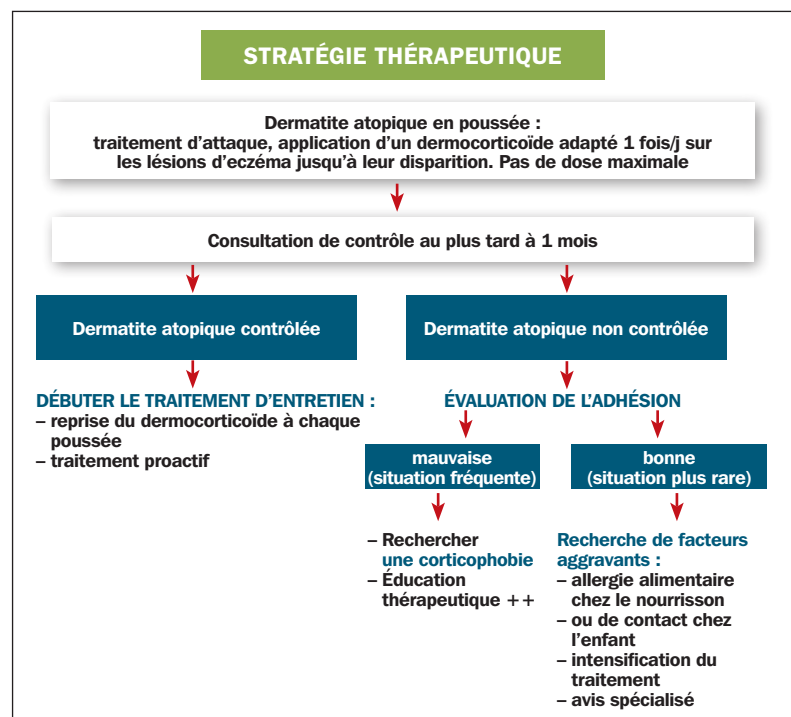 STRATÉGIE THÉRAPEUTIQUE
Dermatite atopique en poussée :
traitement d'attaque, application d'un dermocorticoïde adapté 1 fois/j sur
les lésions d'eczéma jusqu'à leur disparition. Pas de dose maximale
Consultation de contrôle au plus tard à 1 mois
Dermatite atopique contrôlée
Dermatite atopique non contrôlée
DÉBUTER LE TRAITEMENT D'ENTRETIEN :
– reprise du dermocorticoïde à chaque
poussée
– traitement proactif
ÉVALUATION DE L'ADHÉSION
mauvaise
(situation fréquente)
bonne
(situation plus rare)
– Rechercher
une corticophobie
– Éducation
thérapeutique ++
Recherche de facteurs
aggravants :
– allergie alimentaire
chez le nourrisson
– ou de contact chez
l'enfant
– intensification du
traitement
– avis spécialisé